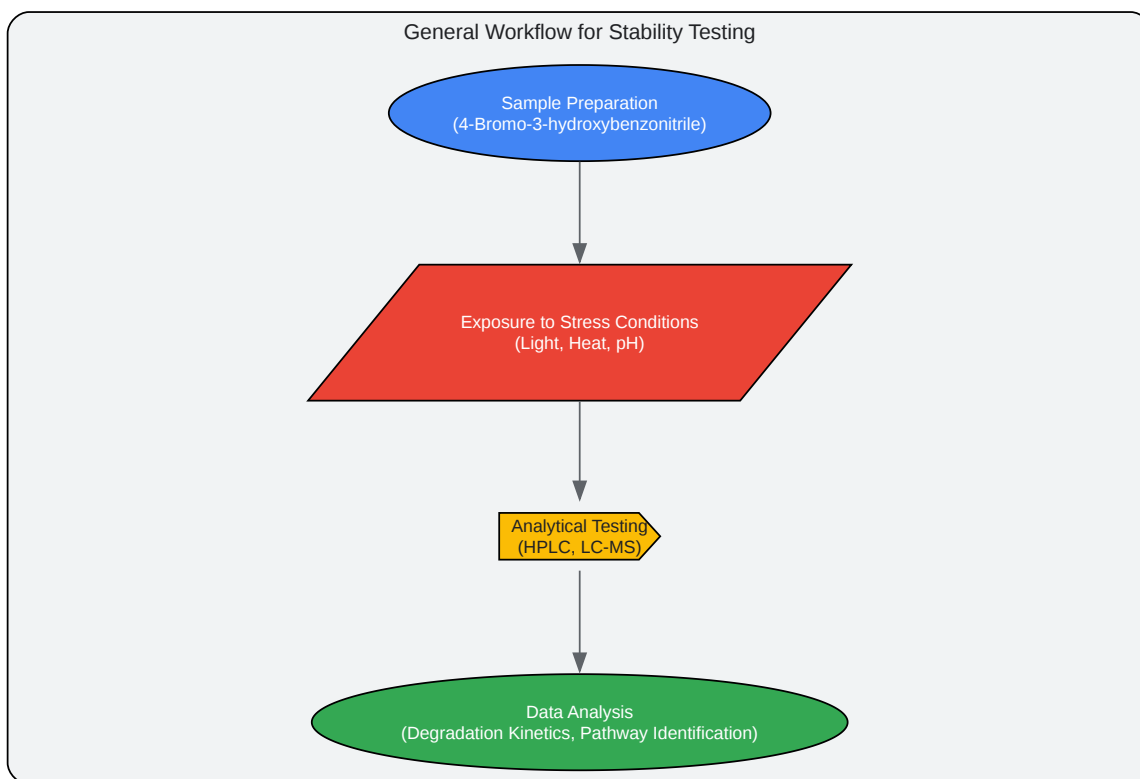 General Workflow for Stability Testing
Sample Preparation
(4-Bromo-3-hydroxybenzonitrile)
Exposure to Stress Conditions
(Light, Heat, pH)
Analytical Testing
(HPLC, LC-MS)
Data Analysis
(Degradation Kinetics, Pathway Identification)